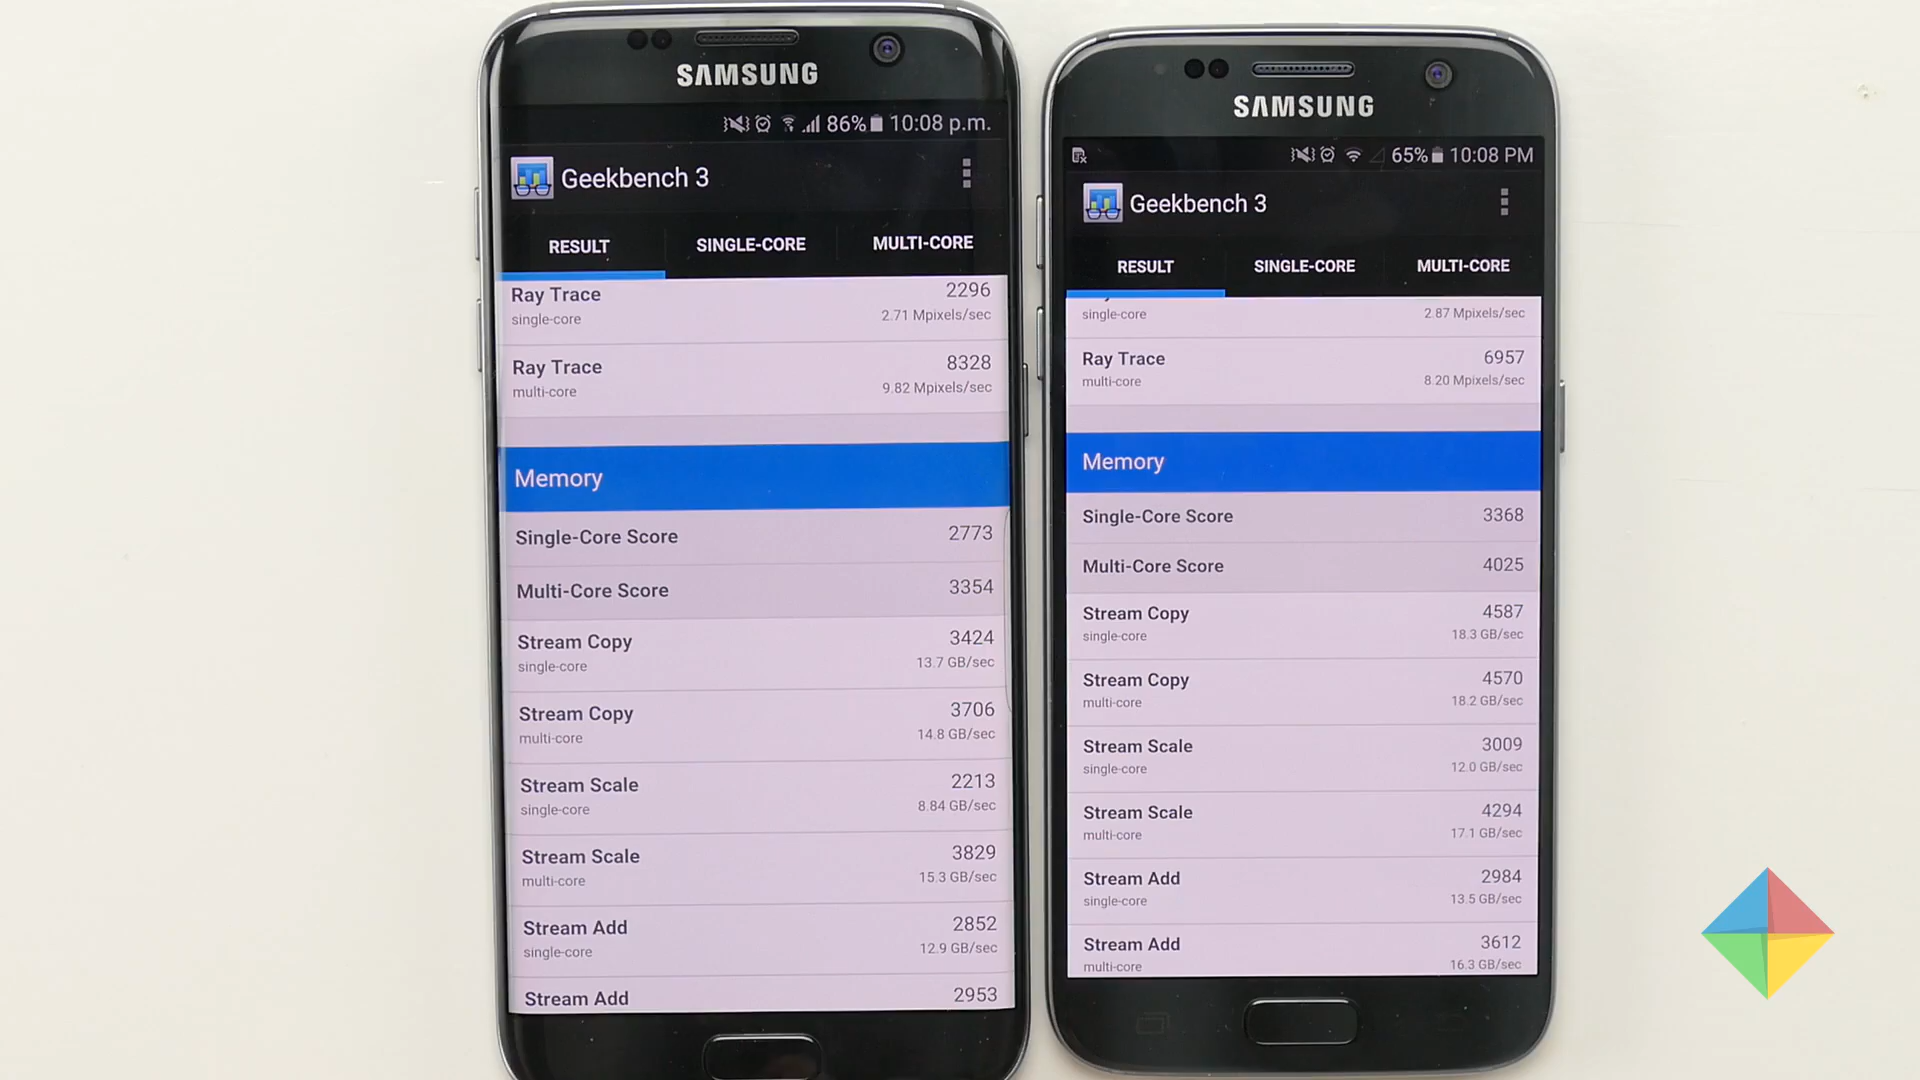 SAMSUNG
86% 10:08 p.m.
Geekbench 3
RESULT SINGLE-CORE MULTI-CORE
Ray Trace 2296
single-core 2.71 Mpixels/sec
Ray Trace 8328
multi-core 9.82 Mpixels/sec
Memory
Single-Core Score 2773
Multi-Core Score 3354
Stream Copy 3424
single-core 13.7 GB/sec
Stream Copy 3706
multi-core 14.8 GB/sec
Stream Scale 2213
single-core 8.84 GB/sec
Stream Scale 3829
multi-core 15.3 GB/sec
Stream Add 2852
single-core 12.9 GB/sec
Stream Add 2953
SAMSUNG
65% 10:08 PM
Geekbench 3
RESULT SINGLE-CORE MULTI-CORE
single-core 2.87 Mpixels/sec
Ray Trace 6957
multi-core 8.20 Mpixels/sec
Memory
Single-Core Score 3368
Multi-Core Score 4025
Stream Copy 4587
single-core 18.3 GB/sec
Stream Copy 4570
multi-core 18.2 GB/sec
Stream Scale 3009
single-core 12.0 GB/sec
Stream Scale 4294
multi-core 17.1 GB/sec
Stream Add 2984
single-core 13.5 GB/sec
Stream Add 3612
multi-core 16.3 GB/sec